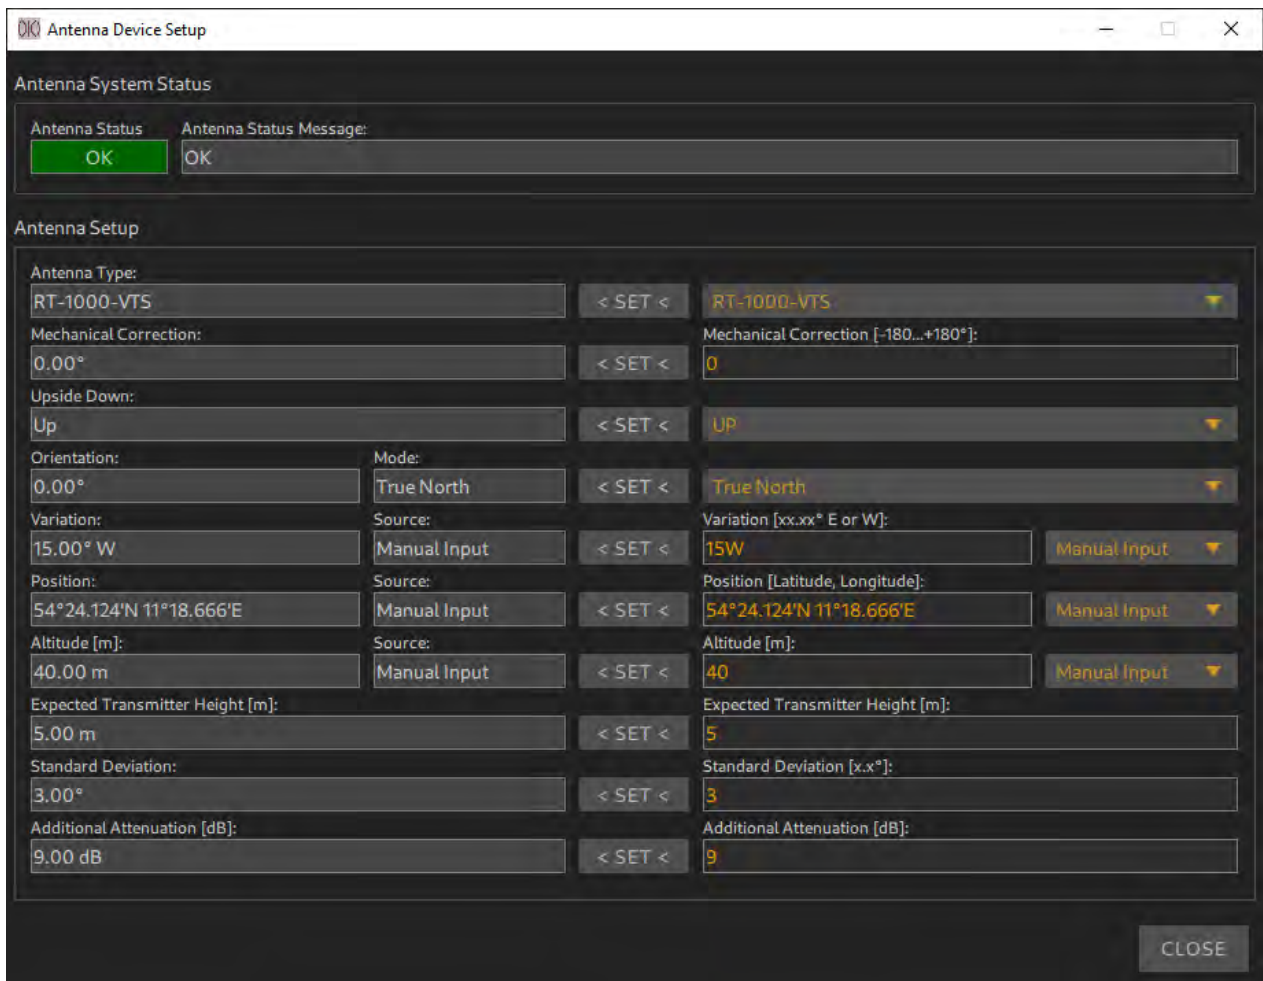 Antenna Device Setup
Antenna System Status
Antenna Status Antenna Status Message:
OK OK
Antenna Setup
Antenna Type:
RT-1000-VTS < SET < RT-1000-VTS
Mechanical Correction: Mechanical Correction [-180...+180°]:
0.00° < SET < 0
Upside Down:
Up < SET < UP
Orientation: Mode:
0.00° True North < SET < True North
Variation: Source: Variation [xx.xx° E or W]:
15.00° W Manual Input < SET < 15W Manual Input
Position: Source: Position [Latitude, Longitude]:
54°24.124'N 11°18.666'E Manual Input < SET < 54°24.124'N 11°18.666'E Manual Input
Altitude [m]: Source: Altitude [m]:
40.00 m Manual Input < SET < 40 Manual Input
Expected Transmitter Height [m]: Expected Transmitter Height [m]:
5.00 m < SET < 5
Standard Deviation: Standard Deviation [x.x°]:
3.00° < SET < 3
Additional Attenuation [dB]: Additional Attenuation [dB]:
9.00 dB < SET < 9
CLOSE